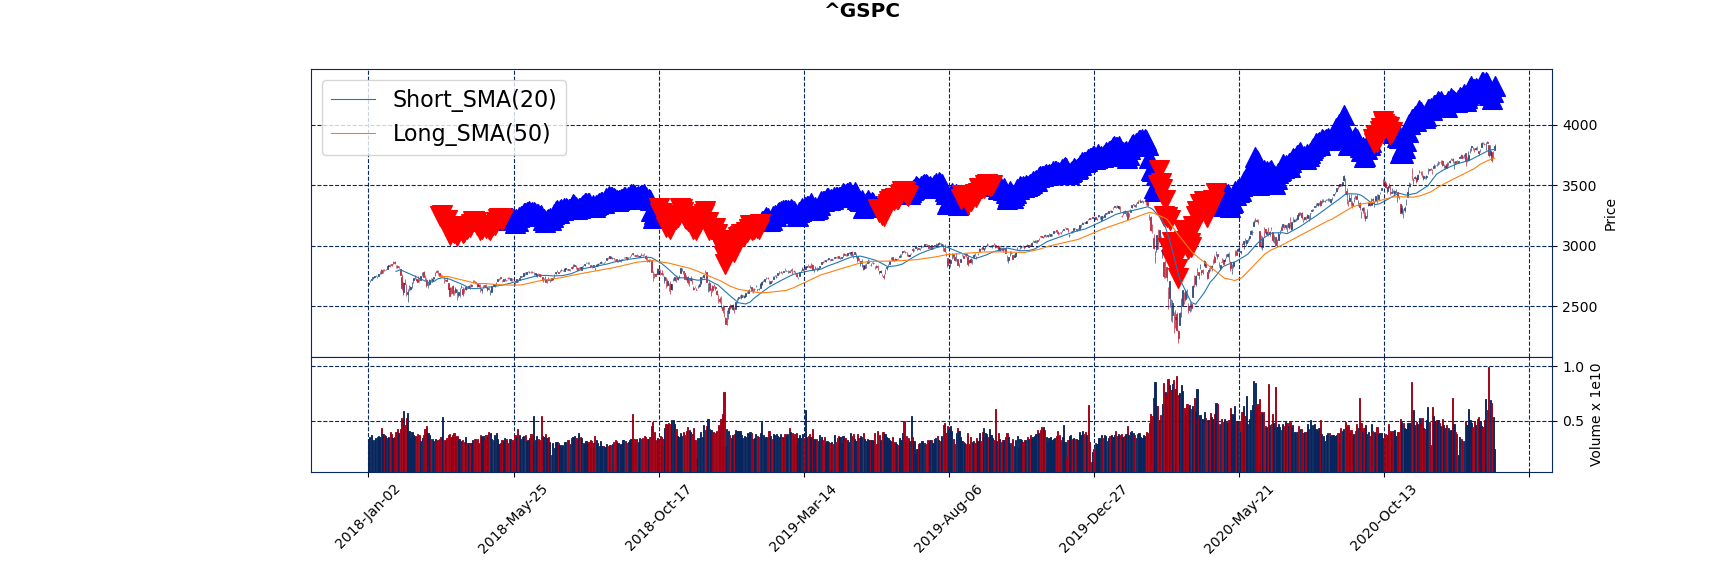 ^GSPC
Short_SMA(20)
Long_SMA(50)
4000
3500
3000
2500
Price
1.0
0.5
Volume x 1e10
2018-Jan-02
2018-May-25
2018-Oct-17
2019-Mar-14
2019-Aug-06
2019-Dec-27
2020-May-21
2020-Oct-13